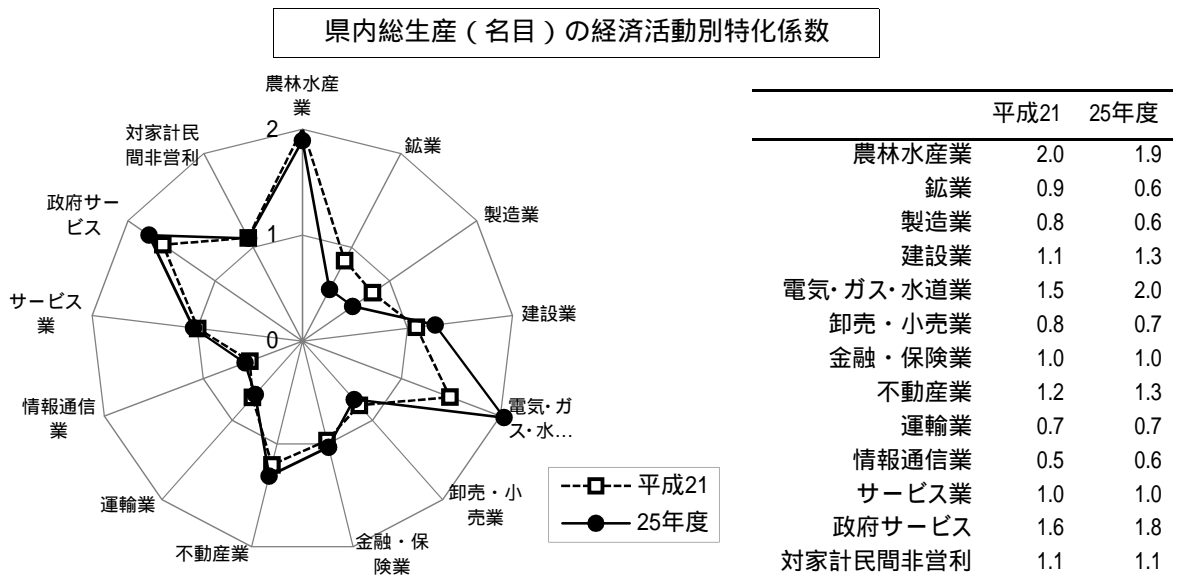 県内総生産（名目）の経済活動別特化係数
農林水産
業
鉱業
製造業
建設業
電気・ガ
ス・水…
卸売・小
売業
金融・保
険業
不動産業
運輸業
情報通信
業
サービス
業
政府サー
ビス
対家計民
間非営利
2
1
0
平成21
25年度
平成21 25年度
農林水産業 2.0 1.9
鉱業 0.9 0.6
製造業 0.8 0.6
建設業 1.1 1.3
電気・ガス・水道業 1.5 2.0
卸売・小売業 0.8 0.7
金融・保険業 1.0 1.0
不動産業 1.2 1.3
運輸業 0.7 0.7
情報通信業 0.5 0.6
サービス業 1.0 1.0
政府サービス 1.6 1.8
対家計民間非営利 1.1 1.1